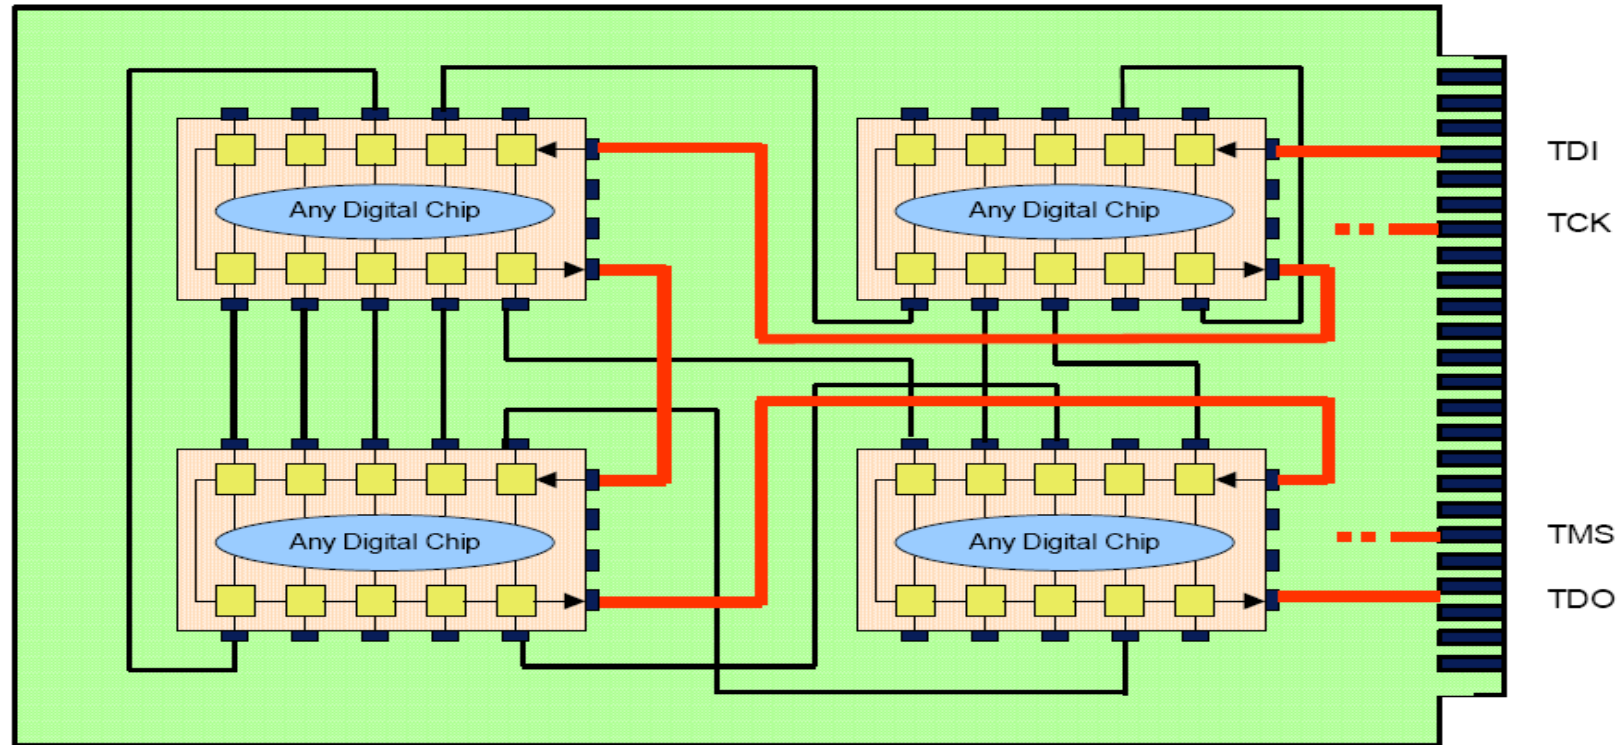 Any Digital Chip
Any Digital Chip
TDI
TCK
Any Digital Chip
Any Digital Chip
TMS
TDO